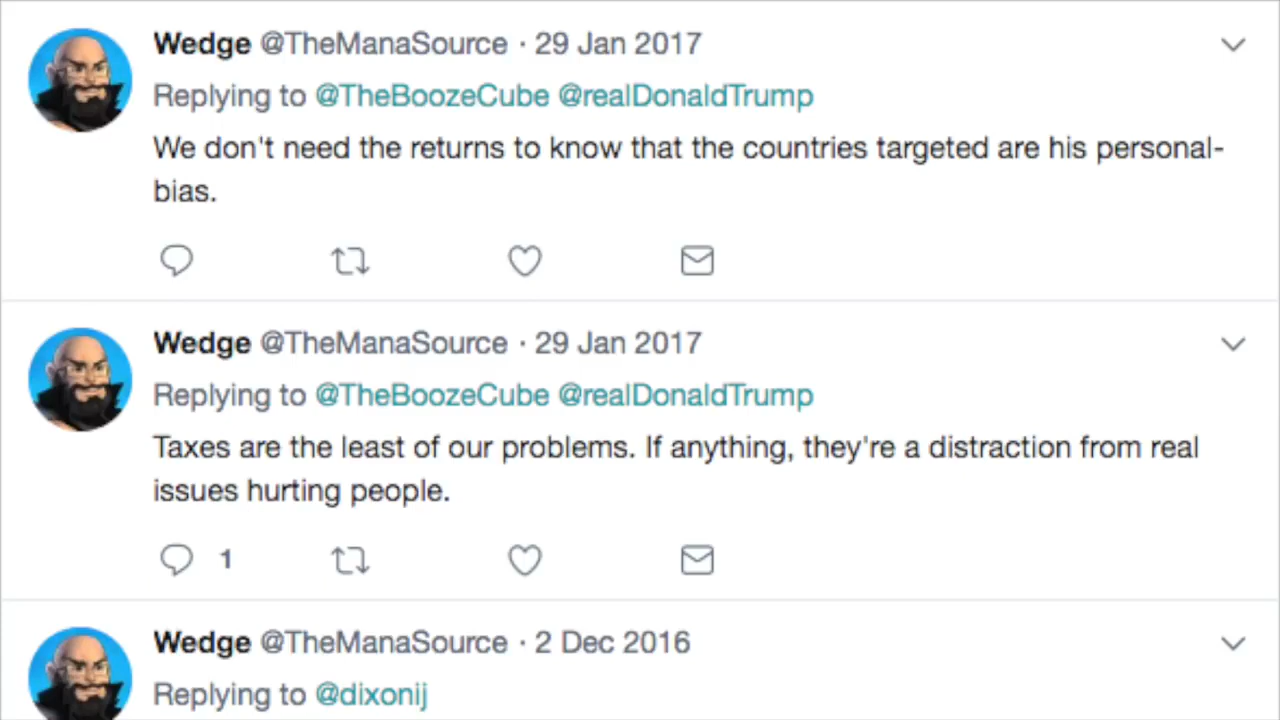 Wedge @TheManaSource · 29 Jan 2017
Replying to @TheBoozeCube @realDonaldTrump
We don't need the returns to know that the countries targeted are his personal-
bias.
Wedge @TheManaSource · 29 Jan 2017
Replying to @TheBoozeCube @realDonaldTrump
Taxes are the least of our problems. If anything, they're a distraction from real
issues hurting people.
1
Wedge @TheManaSource · 2 Dec 2016
Replying to @dixonij